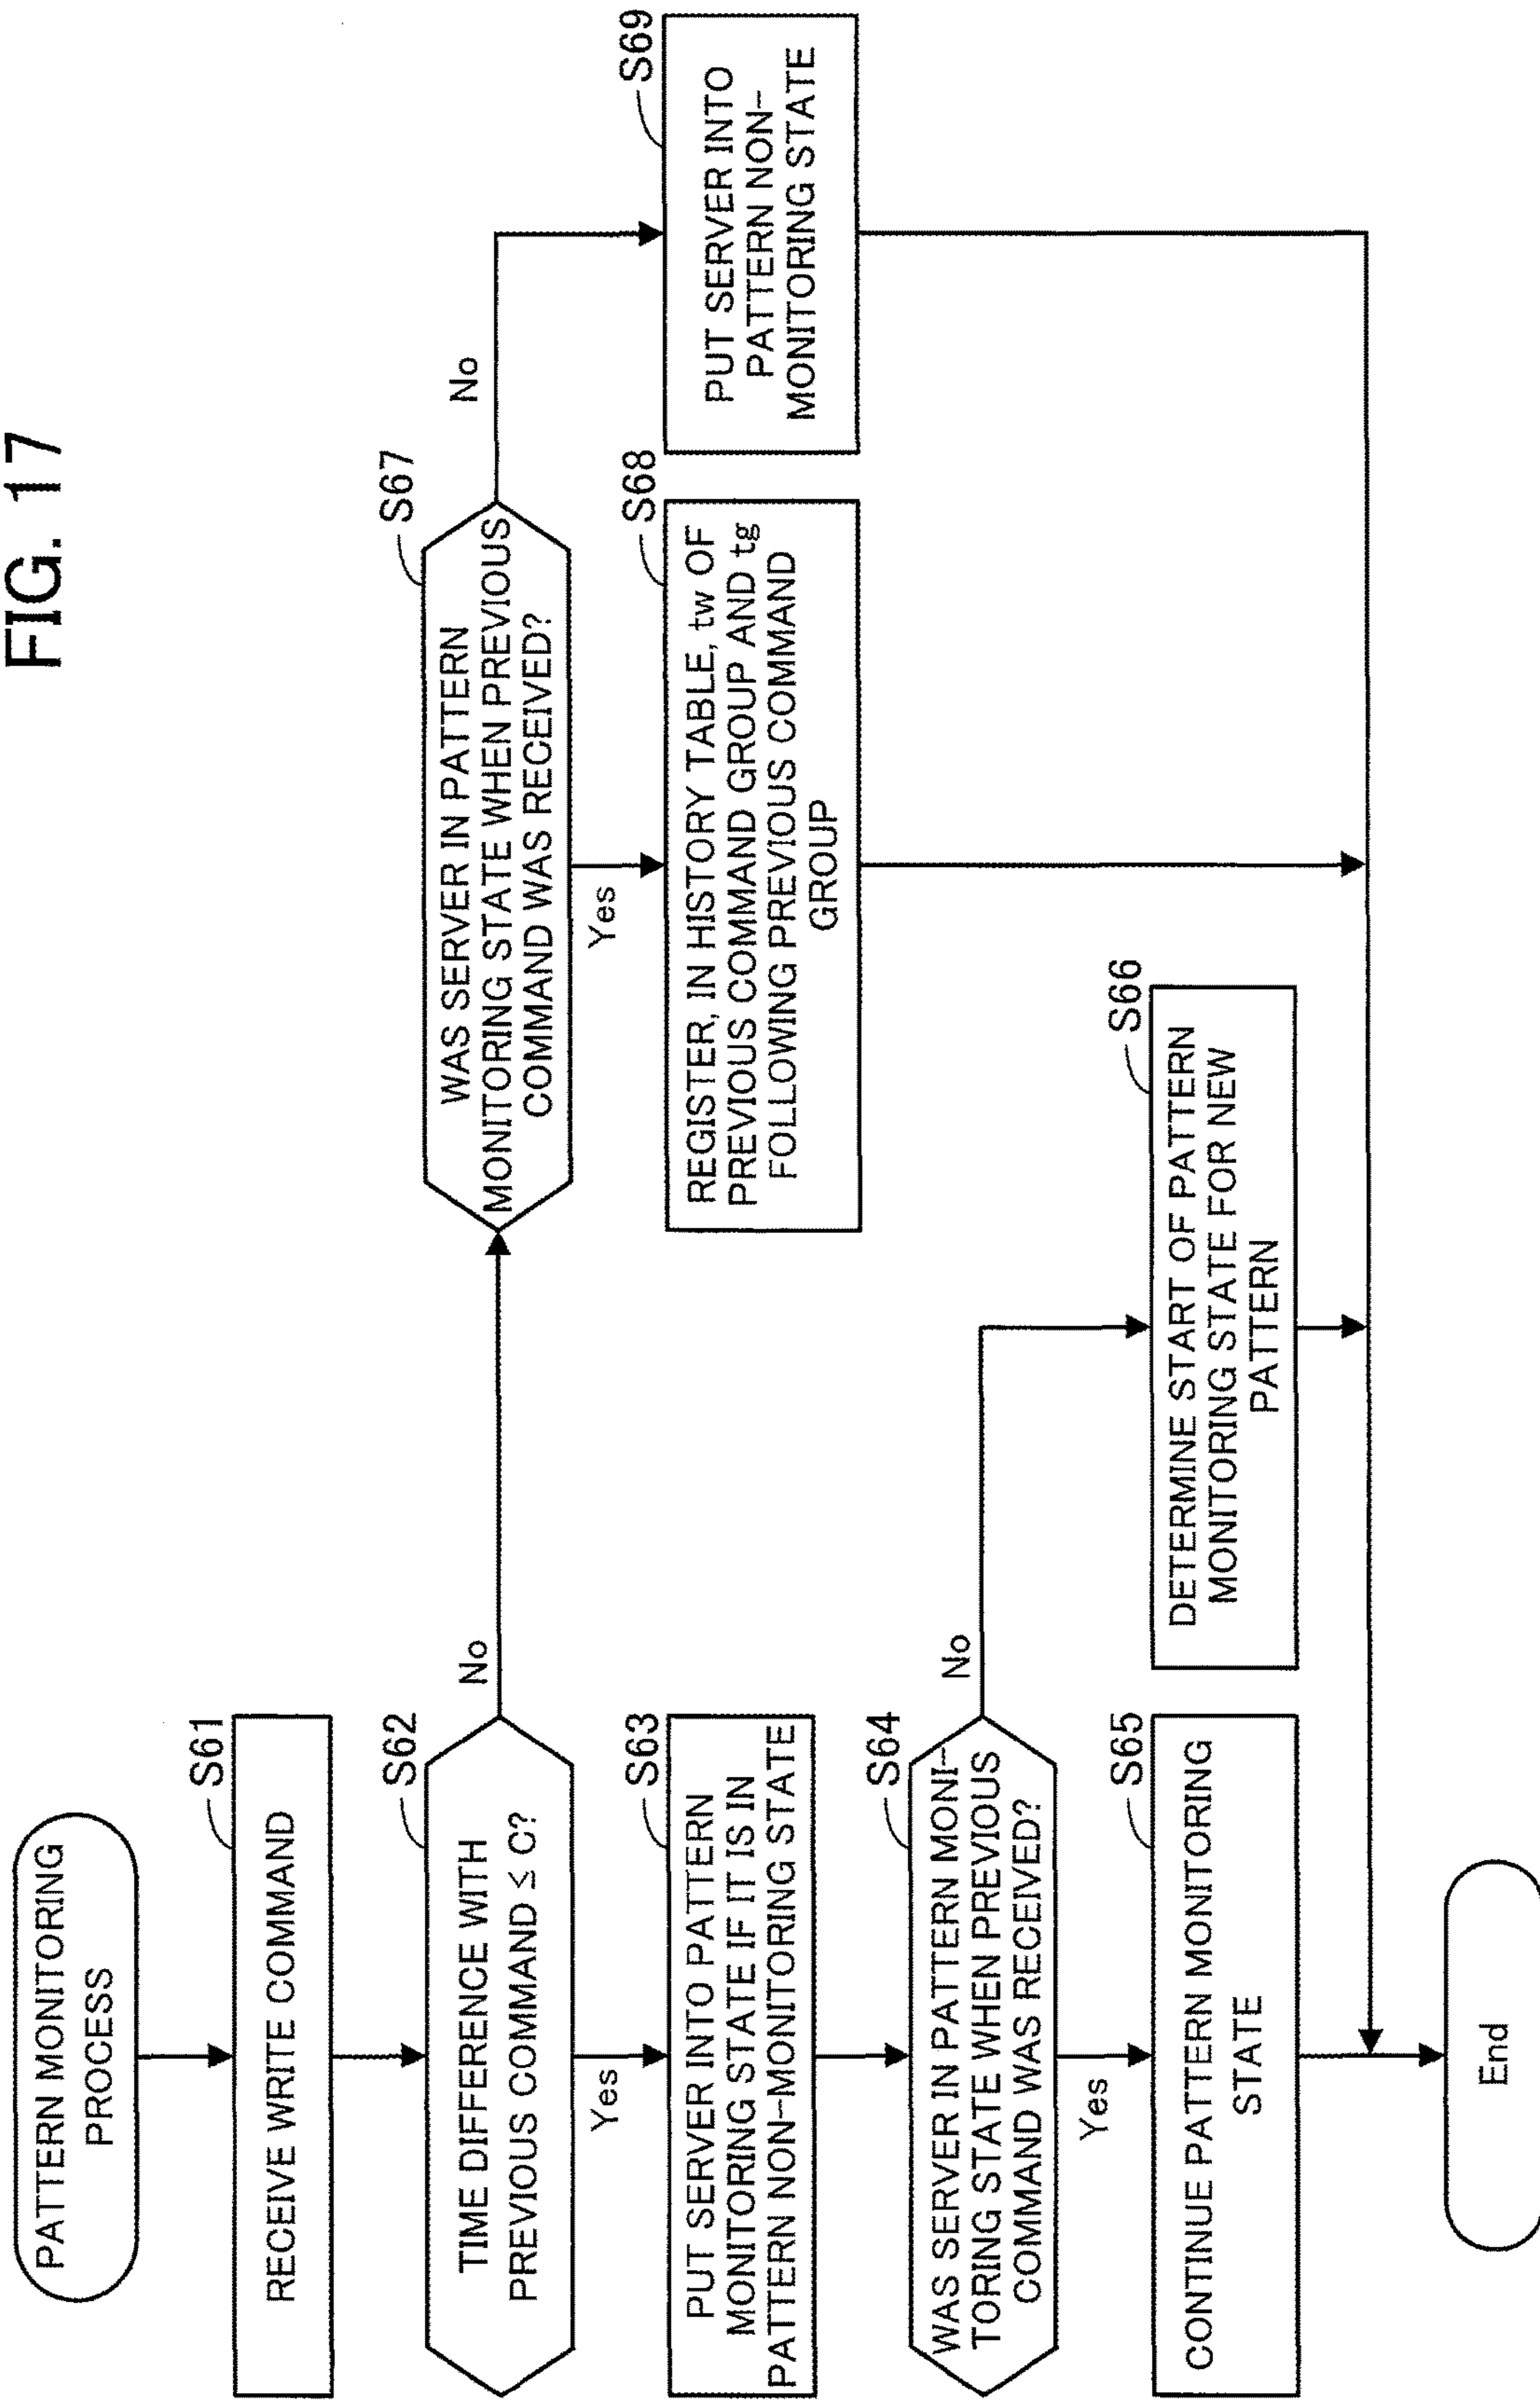 FIG. 17
PATTERN MONITORING
PROCESS
S61
RECEIVE WRITE COMMAND
S62
TIME DIFFERENCE WITH
PREVIOUS COMMAND ≤ C?
No
Yes
S63
PUT SERVER INTO PATTERN
MONITORING STATE IF IT IS IN
PATTERN NON-MONITORING STATE
S64
WAS SERVER IN PATTERN MONI-
TORING STATE WHEN PREVIOUS
COMMAND WAS RECEIVED?
No
Yes
S65
CONTINUE PATTERN MONITORING
STATE
S66
DETERMINE START OF PATTERN
MONITORING STATE FOR NEW
PATTERN
S67
WAS SERVER IN PATTERN
MONITORING STATE WHEN PREVIOUS
COMMAND WAS RECEIVED?
No
Yes
S68
REGISTER, IN HISTORY TABLE, tw OF
PREVIOUS COMMAND GROUP AND tg
FOLLOWING PREVIOUS COMMAND
GROUP
S69
PUT SERVER INTO
PATTERN NON-
MONITORING STATE
End